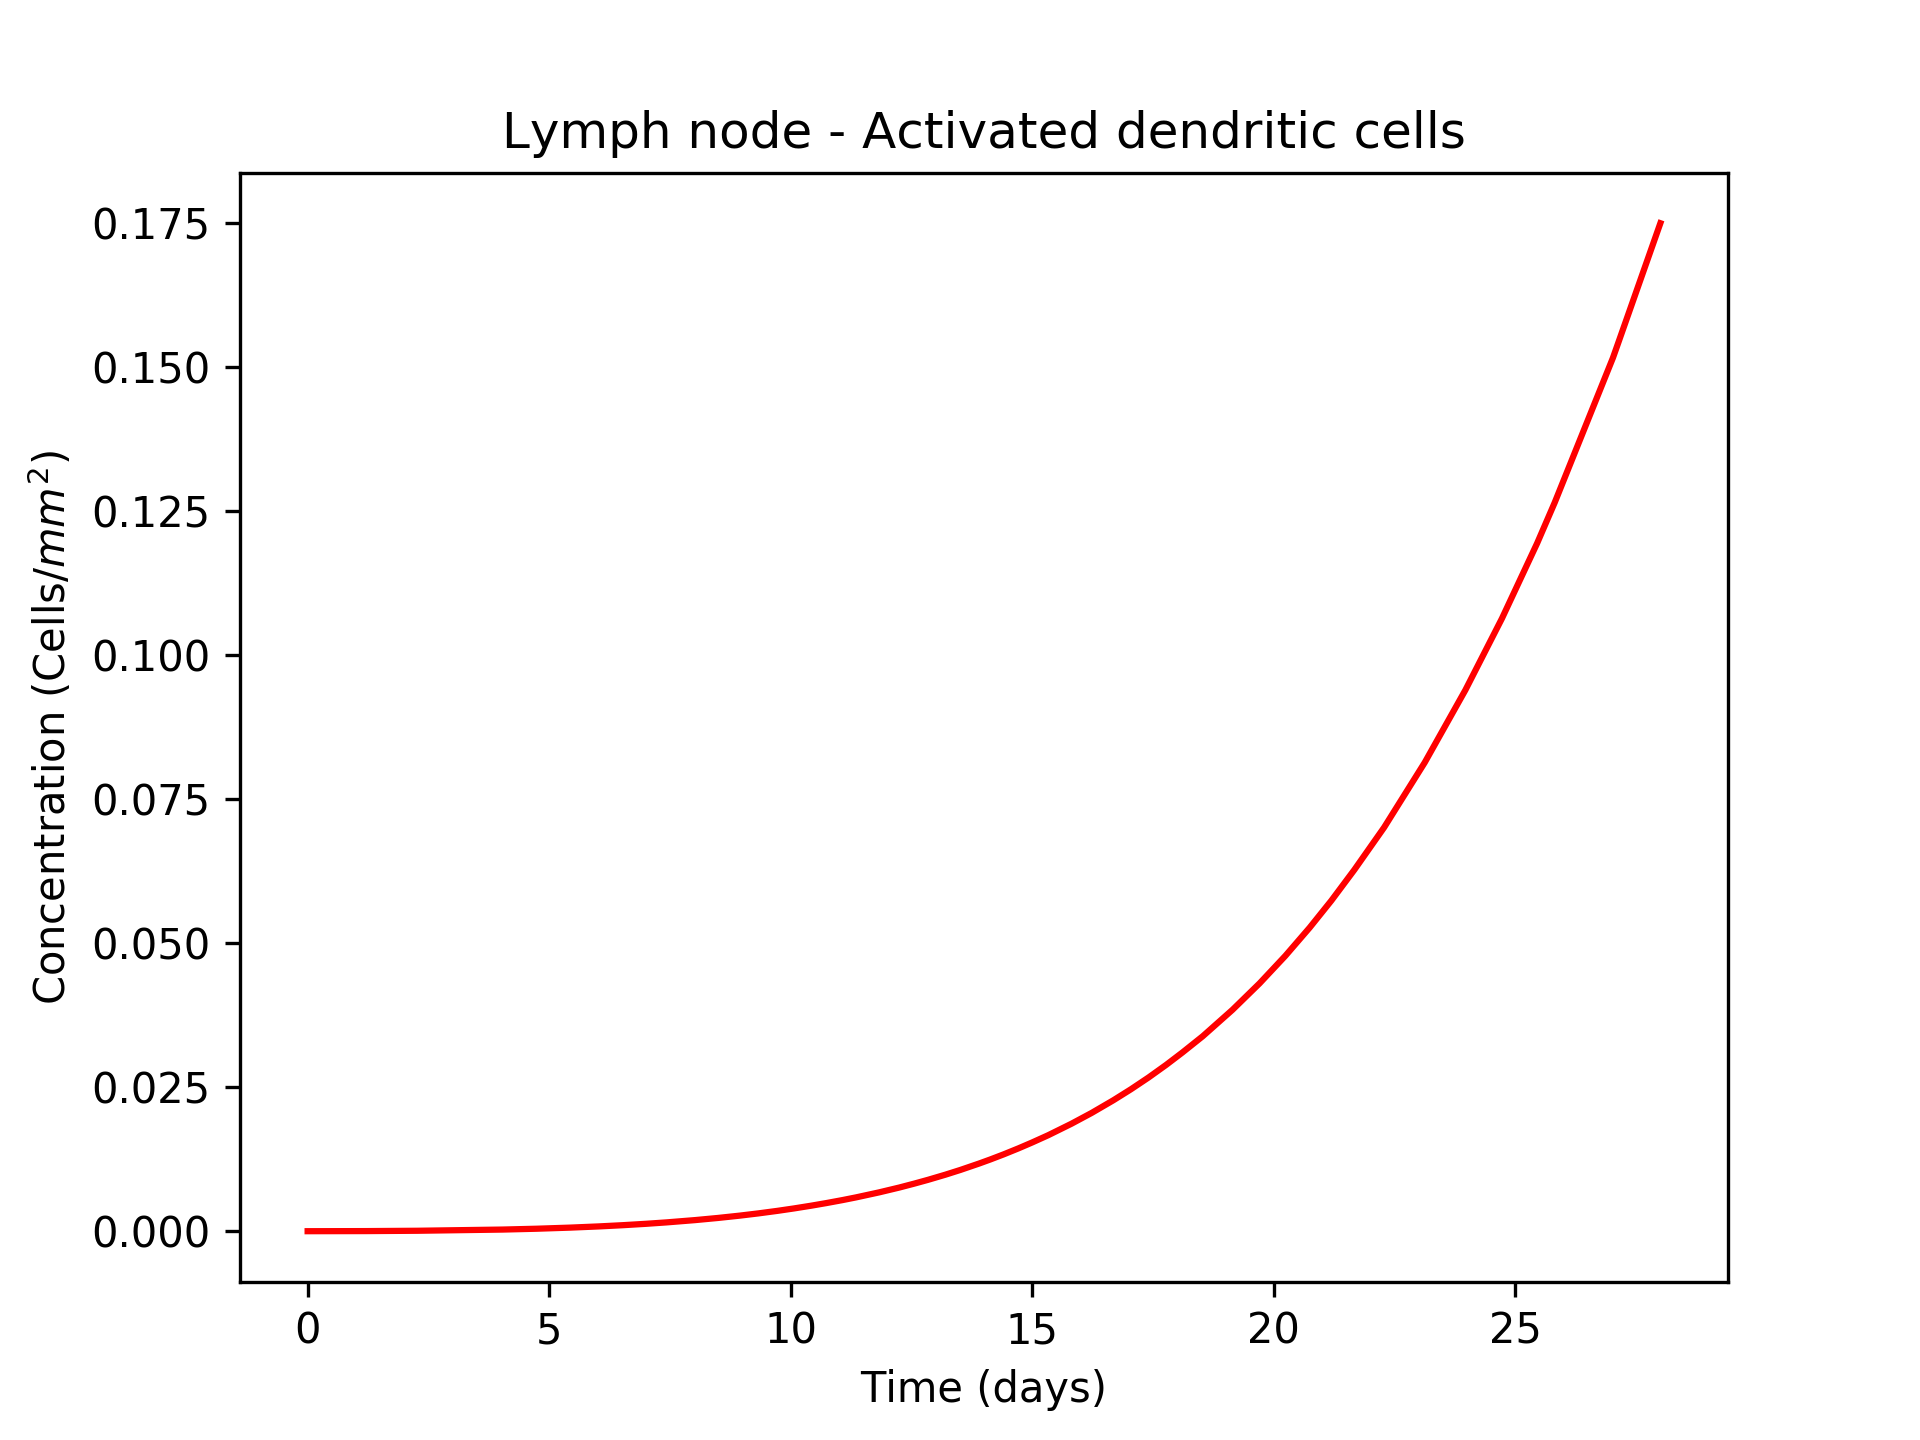 Lymph node - Activated dendritic cells
0.175
0.150
0.125
0.100
0.075
0.050
0.025
0.000
Concentration (Cells/mm²)
0 5 10 15 20 25
Time (days)